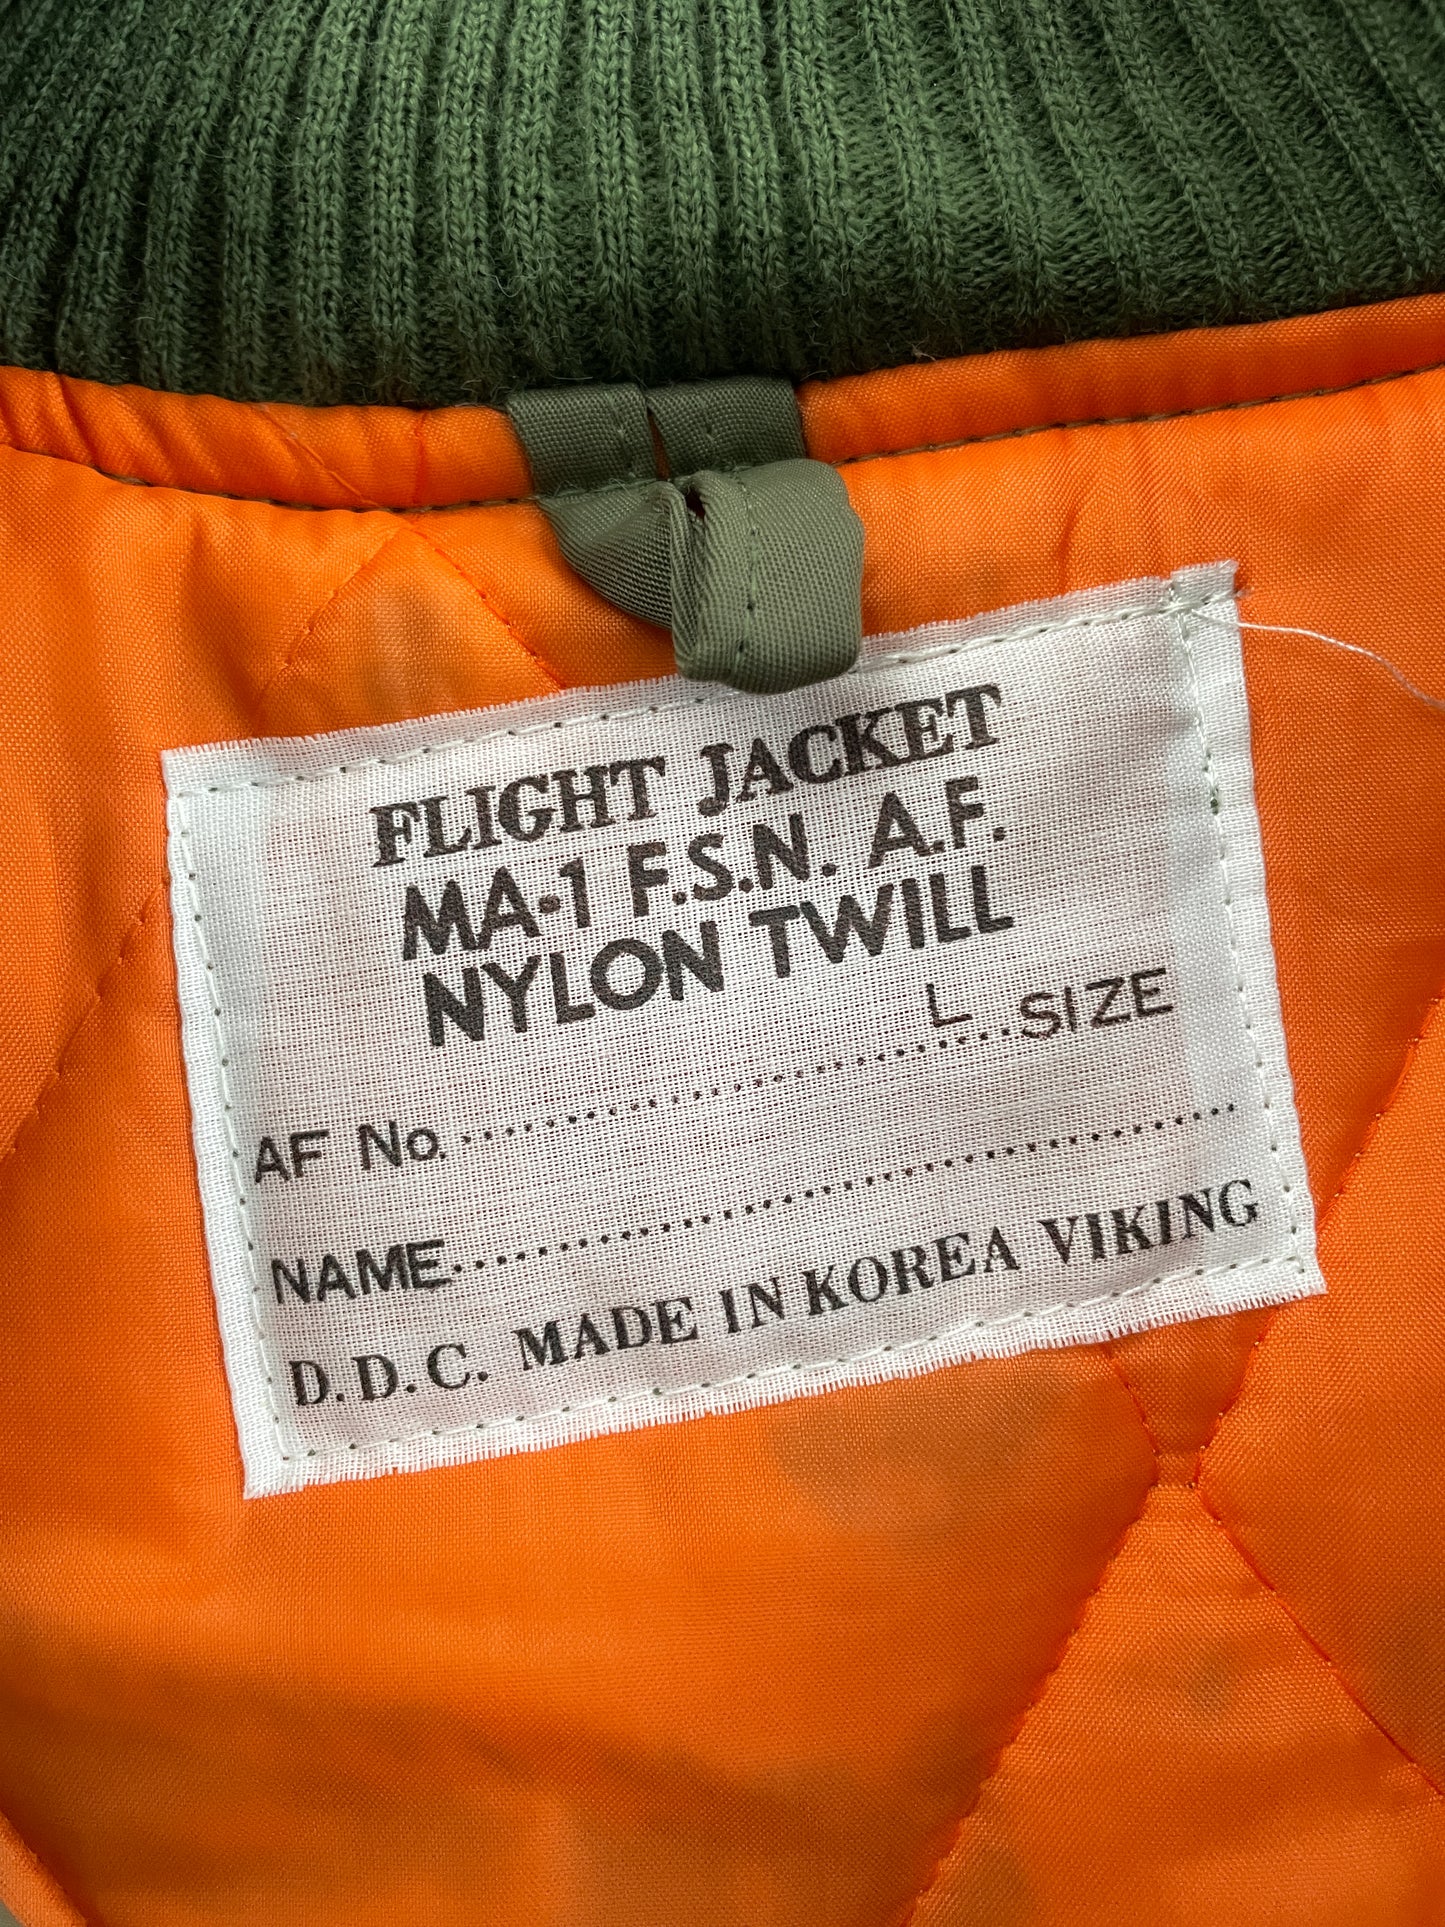 FLIGHT JACKET
MA-1 F.S.N. A.F.
NYLON TWILL
L SIZE
AF No.
NAME
D.D.C. MADE IN KOREA VIKING